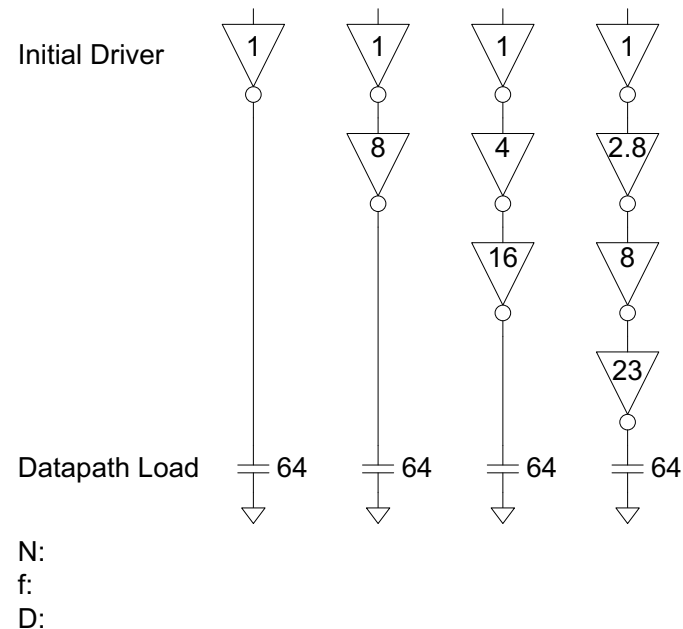 Initial Driver 1 1 1 1
8 4 2.8
16 8
23
Datapath Load 64 64 64 64
N:
f:
D: